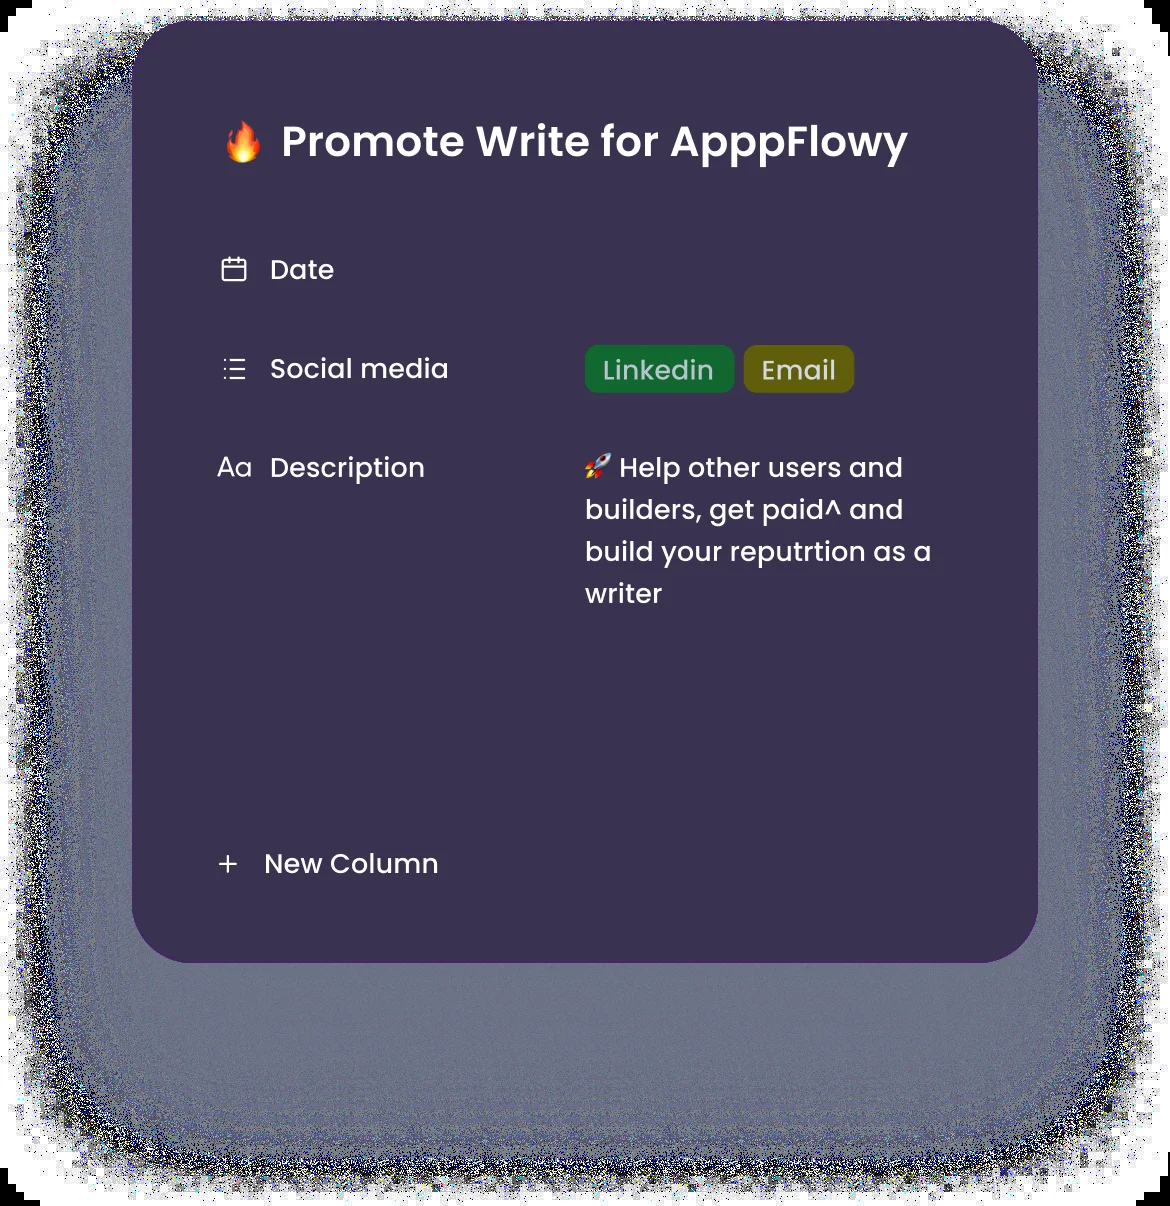 🔥 Promote Write for ApppFlowy
Date
Social media Linkedin Email
Aa Description 🚀 Help other users and
builders, get paid^ and
build your reputrtion as a
writer
+ New Column